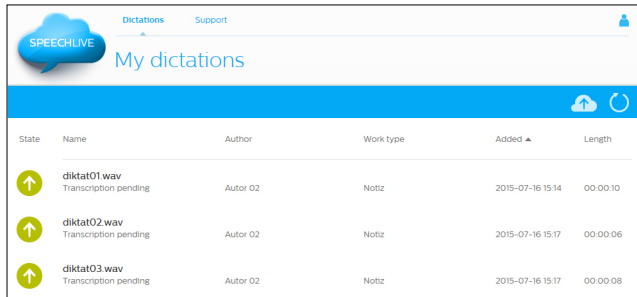 Dictations Support
SPEECHLIVE
My dictations
State Name Author Work type Added ▲ Length
diktat01.wav
Transcription pending Autor 02 Notiz 2015-07-16 15:14 00:00:10
diktat02.wav
Transcription pending Autor 02 Notiz 2015-07-16 15:17 00:00:06
diktat03.wav
Transcription pending Autor 02 Notiz 2015-07-16 15:17 00:00:08